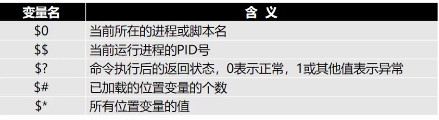 变量名 含 义
$0 当前所在的进程或脚本名
$$ 当前运行进程的PID号
$? 命令执行后的返回状态，0表示正常，1或其他值表示异常
$# 已加载的位置变量的个数
$* 所有位置变量的值